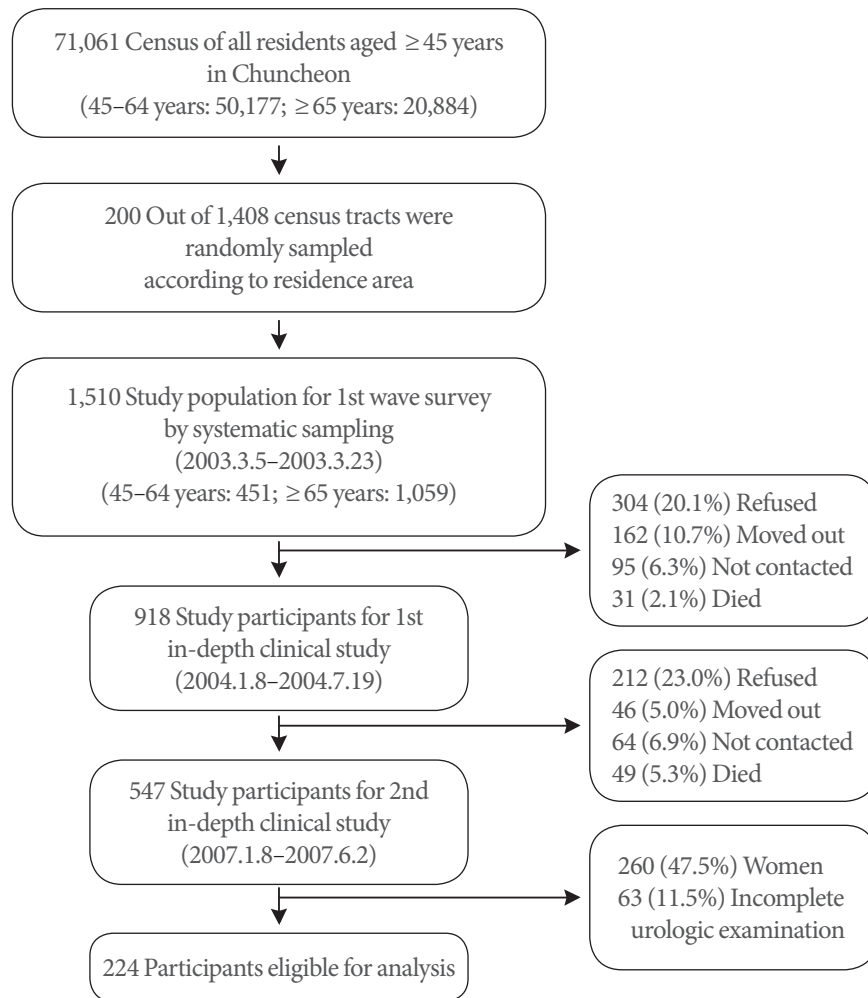 71,061 Census of all residents aged ≥45 years
in Chuncheon
(45–64 years: 50,177; ≥65 years: 20,884)
200 Out of 1,408 census tracts were
randomly sampled
according to residence area
1,510 Study population for 1st wave survey
by systematic sampling
(2003.3.5–2003.3.23)
(45–64 years: 451; ≥65 years: 1,059)
304 (20.1%) Refused
162 (10.7%) Moved out
95 (6.3%) Not contacted
31 (2.1%) Died
918 Study participants for 1st
in-depth clinical study
(2004.1.8–2004.7.19)
212 (23.0%) Refused
46 (5.0%) Moved out
64 (6.9%) Not contacted
49 (5.3%) Died
547 Study participants for 2nd
in-depth clinical study
(2007.1.8–2007.6.2)
260 (47.5%) Women
63 (11.5%) Incomplete
urologic examination
224 Participants eligible for analysis